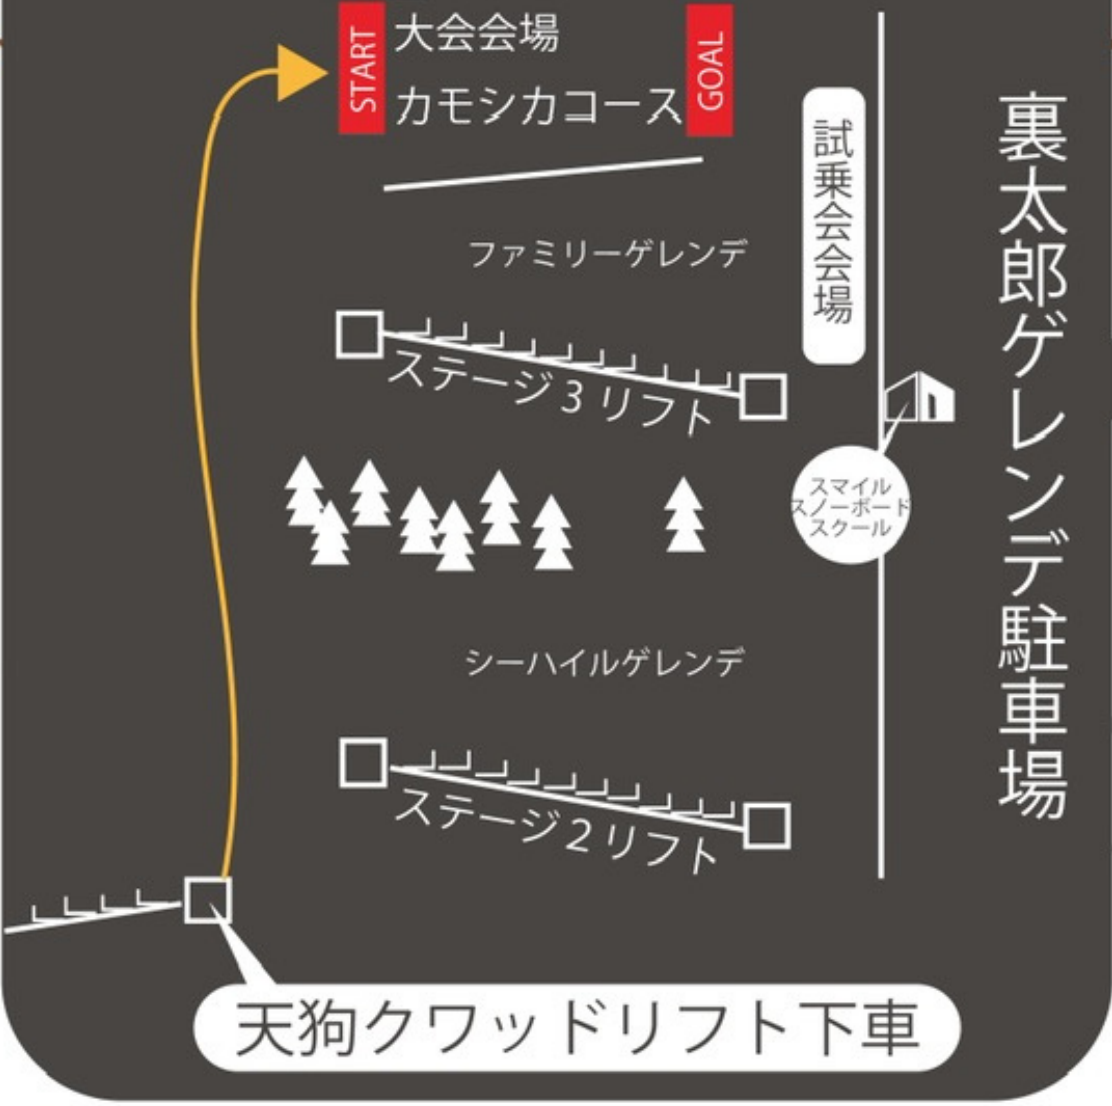 START
大会会場
カモシカコース
GOAL
試乗会会場
裏太郎ゲレンデ駐車場
ファミリーゲレンデ
ステージ3リフト
スマイル
スノーボード
スクール
シーハイルゲレンデ
ステージ2リフト
天狗クワッドリフト下車